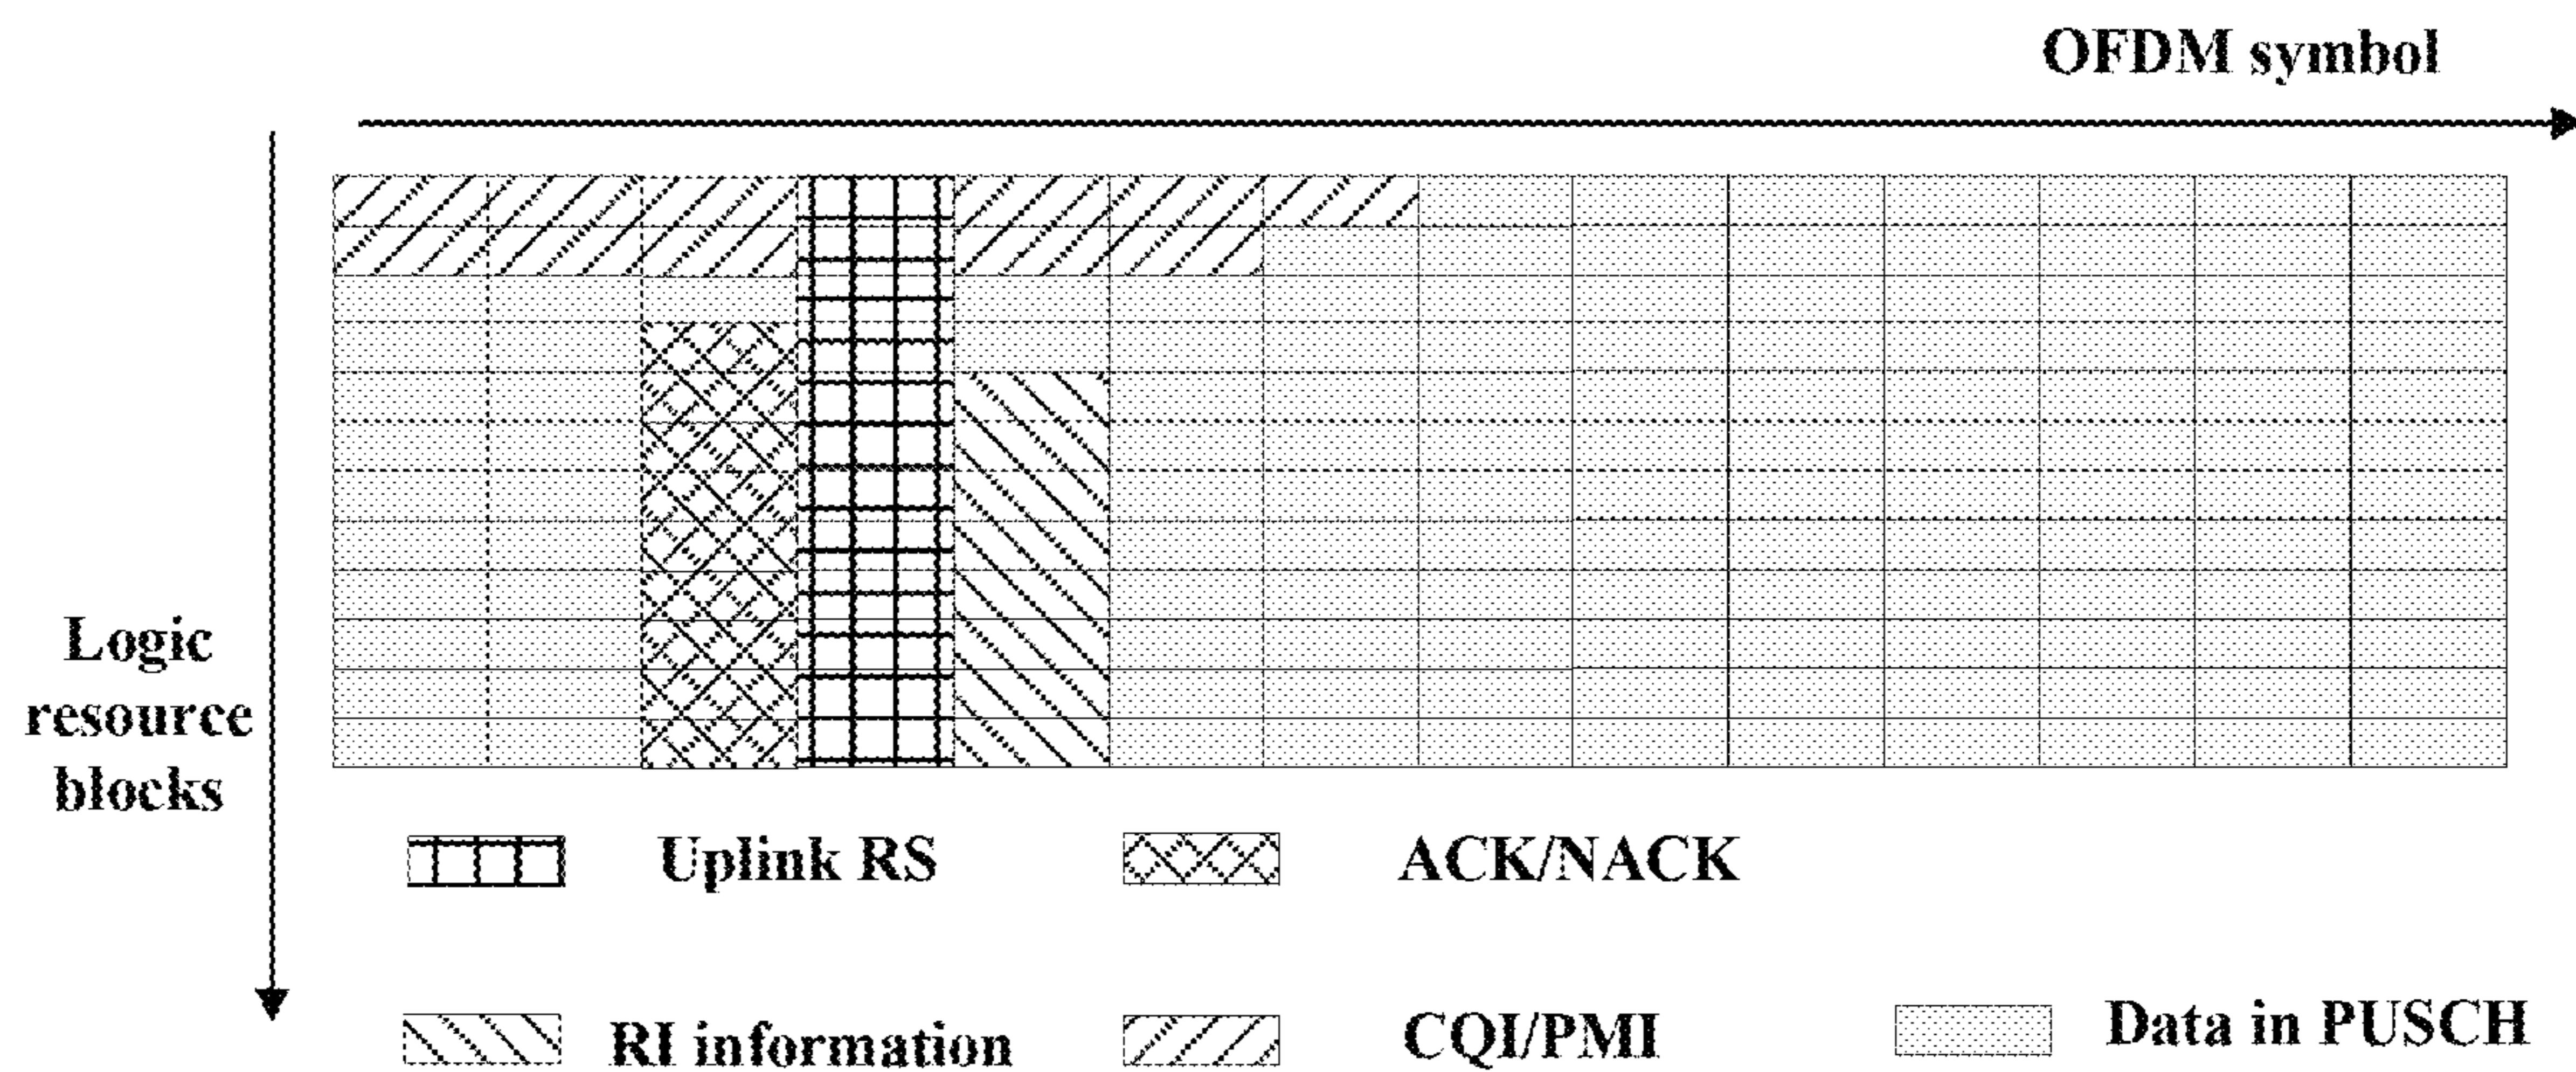 OFDM symbol
Logic
resource
blocks
Uplink RS
ACK/NACK
RI information
CQI/PMI
Data in PUSCH